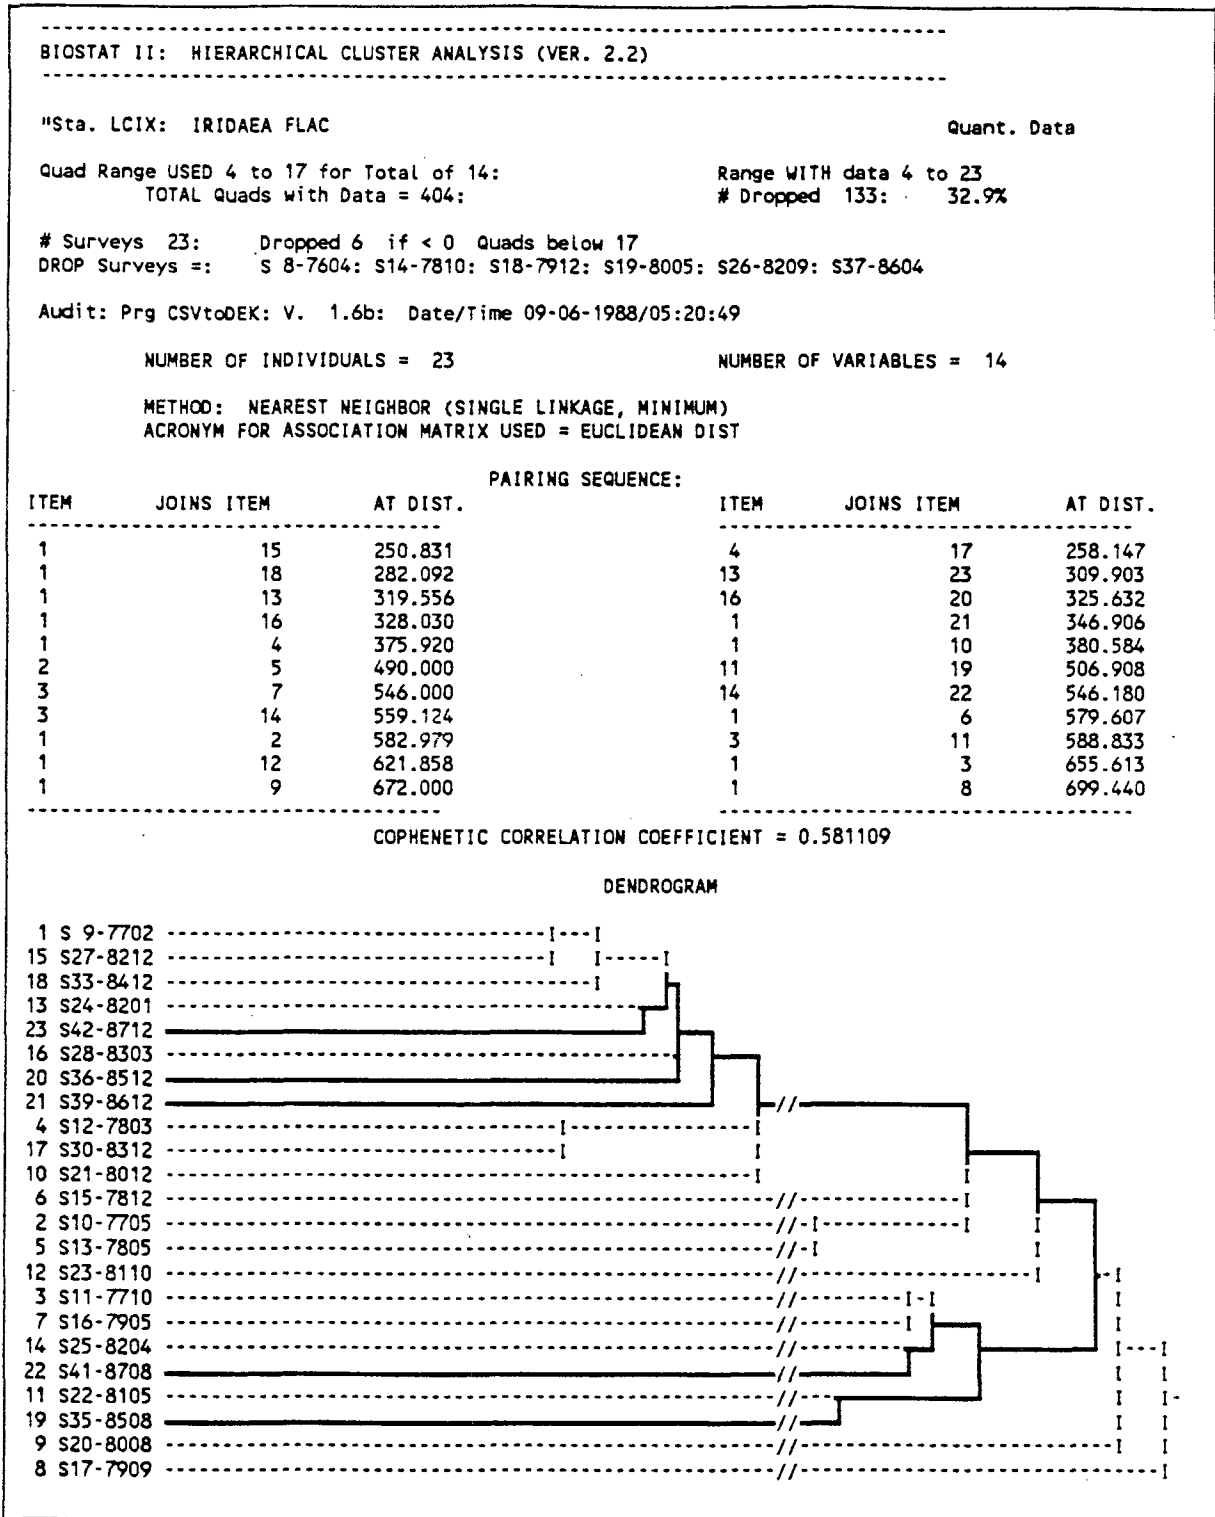 BIOSTAT II: HIERARCHICAL CLUSTER ANALYSIS (VER. 2.2)
"Sta. LCIX: IRIDAEA FLAC Quant. Data
Quad Range USED 4 to 17 for Total of 14: Range WITH data 4 to 23
TOTAL Quads with Data = 404: # Dropped 133: 32.9%
# Surveys 23: Dropped 6 if < 0 Quads below 17
DROP Surveys =: S 8-7604: S14-7810: S18-7912: S19-8005: S26-8209: S37-8604
Audit: Prg CSVtoDEK: V. 1.6b: Date/Time 09-06-1988/05:20:49
NUMBER OF INDIVIDUALS = 23 NUMBER OF VARIABLES = 14
METHOD: NEAREST NEIGHBOR (SINGLE LINKAGE, MINIMUM)
ACRONYM FOR ASSOCIATION MATRIX USED = EUCLIDEAN DIST
PAIRING SEQUENCE:
ITEM JOINS ITEM AT DIST. ITEM JOINS ITEM AT DIST.
1 15 250.831 4 17 258.147
1 18 282.092 13 23 309.903
1 13 319.556 16 20 325.632
1 16 328.030 1 21 346.906
1 4 375.920 1 10 380.584
2 5 490.000 11 19 506.908
3 7 546.000 14 22 546.180
3 14 559.124 1 6 579.607
1 2 582.979 3 11 588.833
1 12 621.858 1 3 655.613
1 9 672.000 1 8 699.440
COPHENETIC CORRELATION COEFFICIENT = 0.581109
DENDROGRAM
1 S 9-7702
15 S27-8212
18 S33-8412
13 S24-8201
23 S42-8712
16 S28-8303
20 S36-8512
21 S39-8612
4 S12-7803
17 S30-8312
10 S21-8012
6 S15-7812
2 S10-7705
5 S13-7805
12 S23-8110
3 S11-7710
7 S16-7905
14 S25-8204
22 S41-8708
11 S22-8105
19 S35-8508
9 S20-8008
8 S17-7909